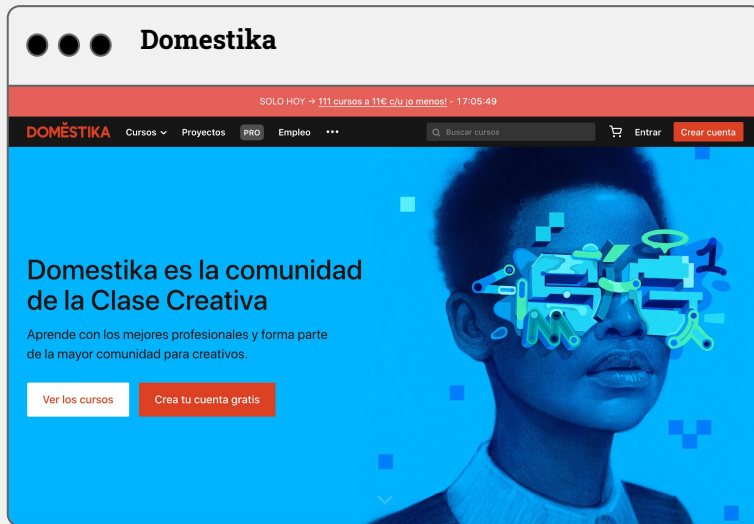 Domestika
SOLO HOY → 111 cursos a 11€ c/u ¡o menos! - 17:05:49
DOMĚSTIKA Cursos Proyectos PRO Empleo ••• Buscar cursos Entrar Crear cuenta
Domestika es la comunidad
de la Clase Creativa
Aprende con los mejores profesionales y forma parte
de la mayor comunidad para creativos.
Ver los cursos Crea tu cuenta gratis